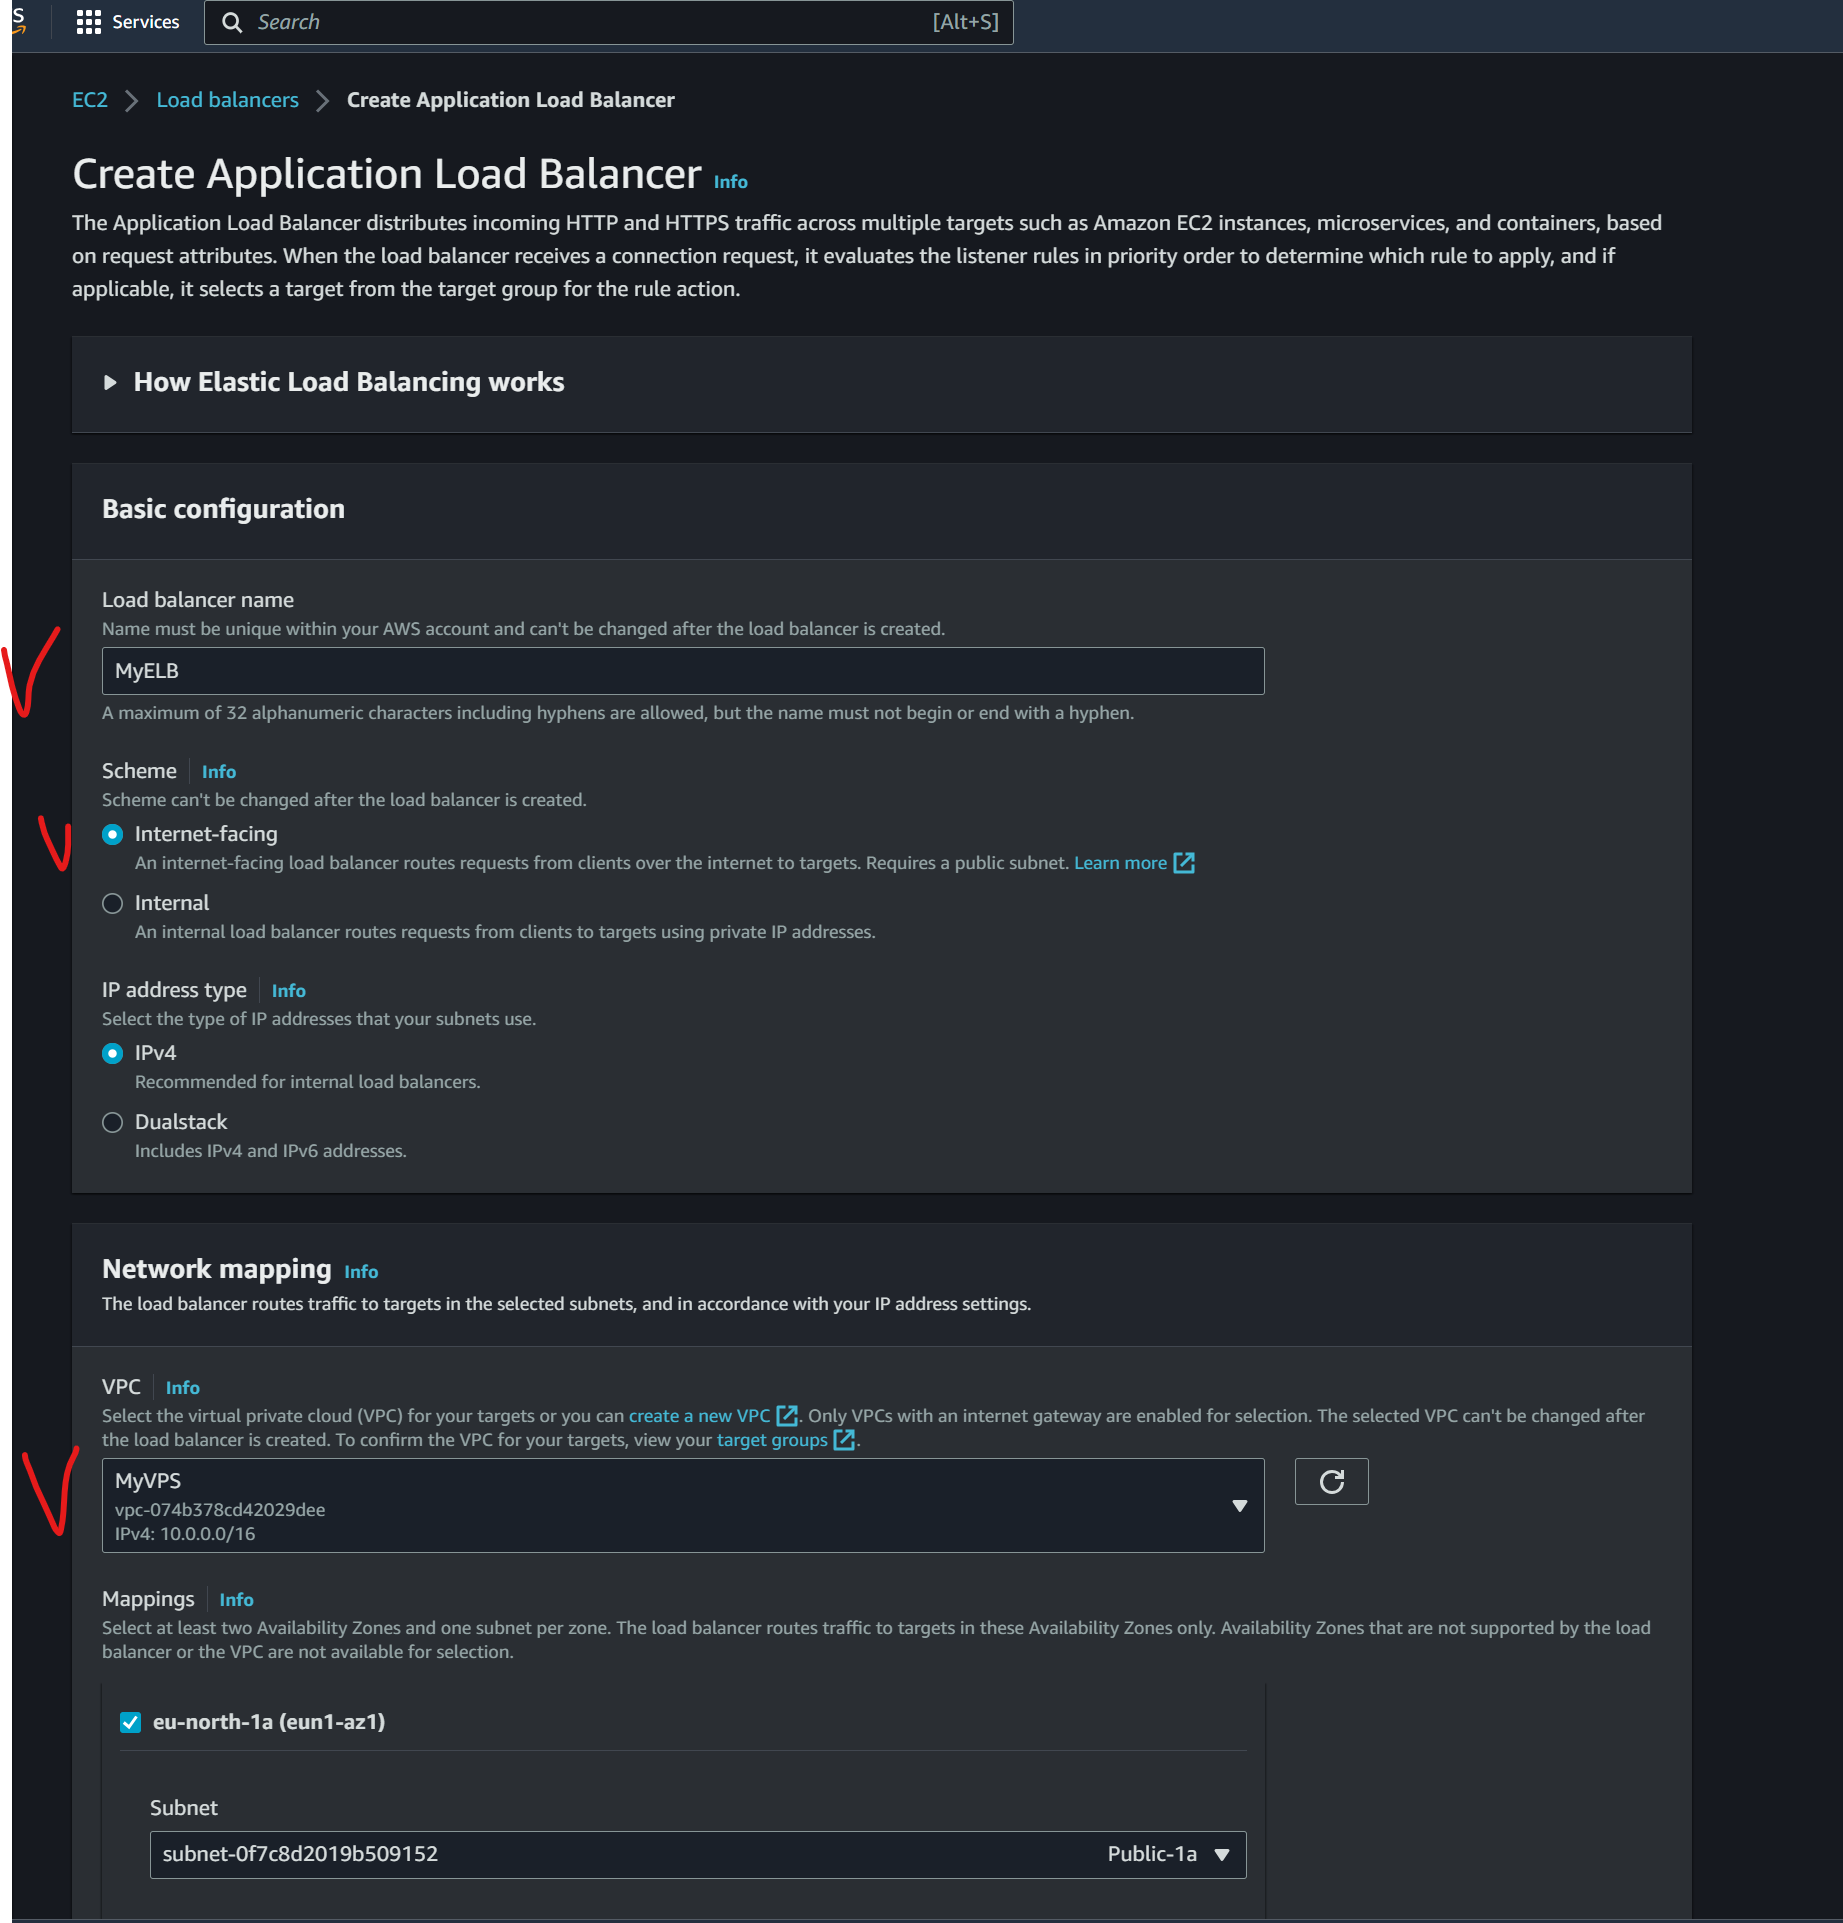 Services
Search [Alt+S]
EC2 Load balancers Create Application Load Balancer
Create Application Load Balancer Info
The Application Load Balancer distributes incoming HTTP and HTTPS traffic across multiple targets such as Amazon EC2 instances, microservices, and containers, based
on request attributes. When the load balancer receives a connection request, it evaluates the listener rules in priority order to determine which rule to apply, and if
applicable, it selects a target from the target group for the rule action.
How Elastic Load Balancing works
Basic configuration
Load balancer name
Name must be unique within your AWS account and can't be changed after the load balancer is created.
MyELB
A maximum of 32 alphanumeric characters including hyphens are allowed, but the name must not begin or end with a hyphen.
Scheme Info
Scheme can't be changed after the load balancer is created.
Internet-facing
An internet-facing load balancer routes requests from clients over the internet to targets. Requires a public subnet. Learn more
Internal
An internal load balancer routes requests from clients to targets using private IP addresses.
IP address type Info
Select the type of IP addresses that your subnets use.
IPv4
Recommended for internal load balancers.
Dualstack
Includes IPv4 and IPv6 addresses.
Network mapping Info
The load balancer routes traffic to targets in the selected subnets, and in accordance with your IP address settings.
VPC Info
Select the virtual private cloud (VPC) for your targets or you can create a new VPC . Only VPCs with an internet gateway are enabled for selection. The selected VPC can't be changed after
the load balancer is created. To confirm the VPC for your targets, view your target groups .
MyVPS
vpc-074b378cd42029dee
IPv4: 10.0.0.0/16
Mappings Info
Select at least two Availability Zones and one subnet per zone. The load balancer routes traffic to targets in these Availability Zones only. Availability Zones that are not supported by the load
balancer or the VPC are not available for selection.
eu-north-1a (eun1-az1)
Subnet
subnet-0f7c8d2019b509152 Public-1a